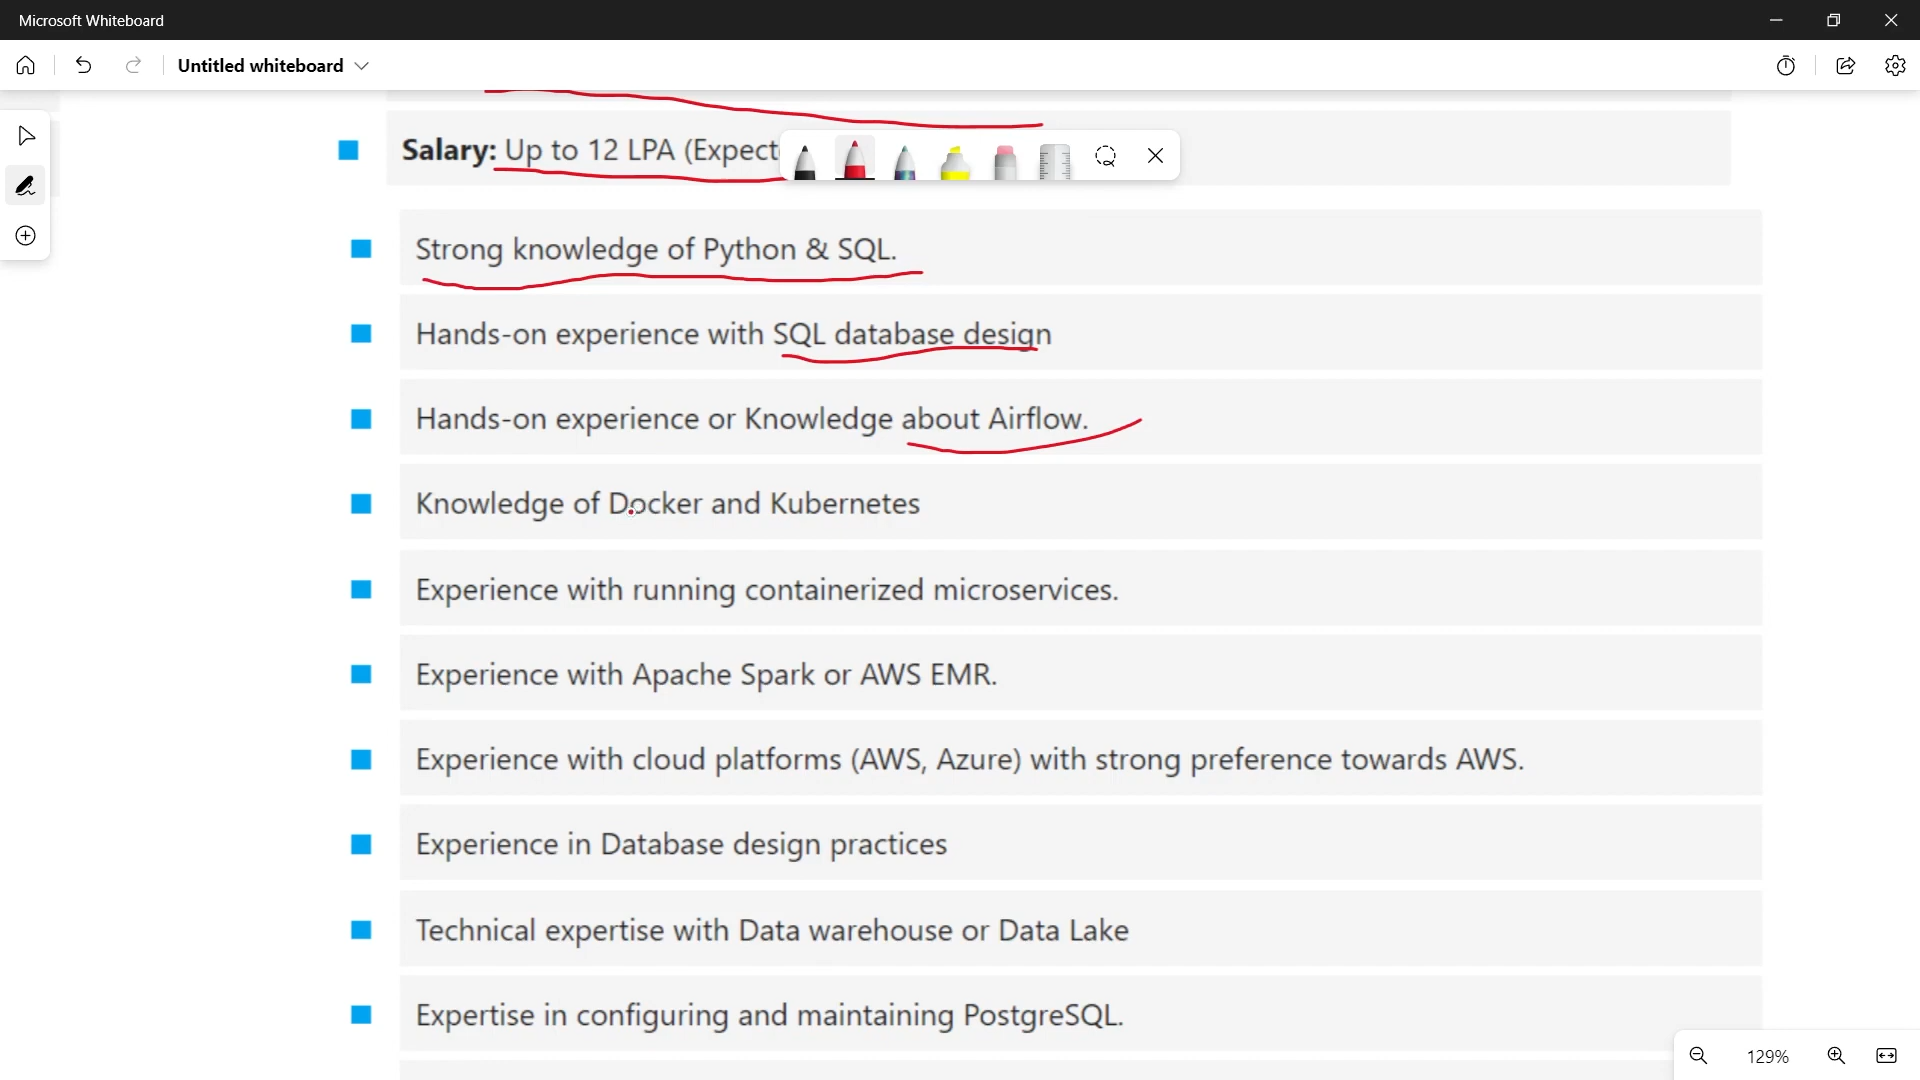 Microsoft Whiteboard
Untitled whiteboard
Salary: Up to 12 LPA (Expect
Strong knowledge of Python & SQL.
Hands-on experience with SQL database design
Hands-on experience or Knowledge about Airflow.
Knowledge of Docker and Kubernetes
Experience with running containerized microservices.
Experience with Apache Spark or AWS EMR.
Experience with cloud platforms (AWS, Azure) with strong preference towards AWS.
Experience in Database design practices
Technical expertise with Data warehouse or Data Lake
Expertise in configuring and maintaining PostgreSQL.
129%